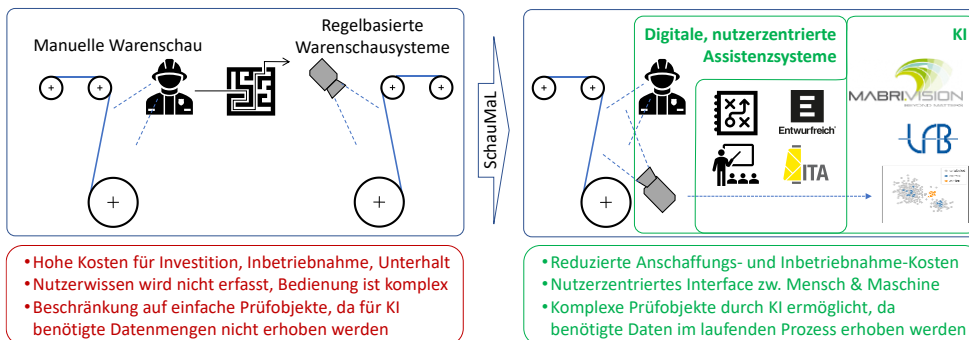 Manuelle Warenschau
Regelbasierte
Warenschausysteme
• Hohe Kosten für Investition, Inbetriebnahme, Unterhalt
• Nutzerwissen wird nicht erfasst, Bedienung ist komplex
• Beschränkung auf einfache Prüfobjekte, da für KI
benötigte Datenmengen nicht erhoben werden
SchauMaL
Digitale, nutzerzentrierte
Assistenzsysteme
KI
Entwurfreich
ITA
MABRI.VISION
LFB
• Reduzierte Anschaffungs- und Inbetriebnahme-Kosten
• Nutzerzentriertes Interface zw. Mensch & Maschine
• Komplexe Prüfobjekte durch KI ermöglicht, da
benötigte Daten im laufenden Prozess erhoben werden